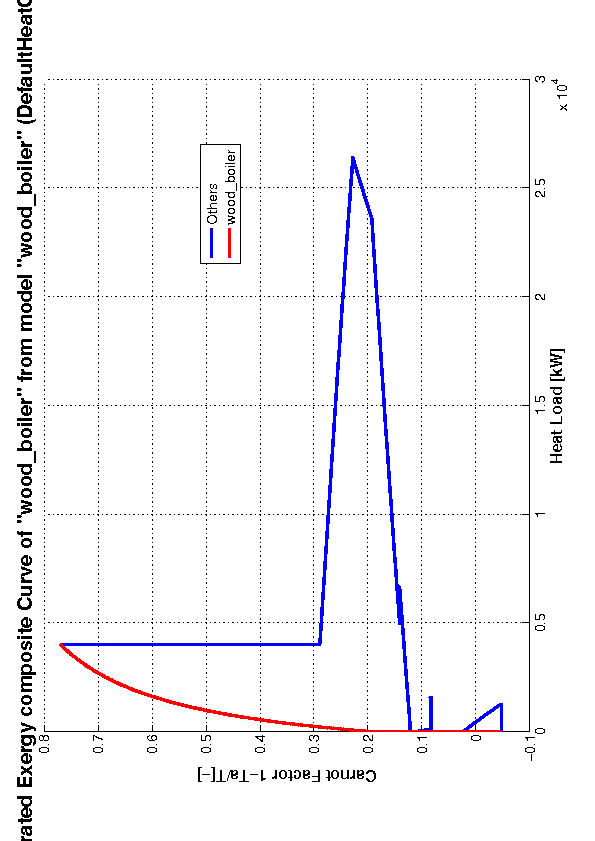 rated Exergy composite Curve of "wood_boiler" from model "wood_boiler" (DefaultHeatC
Others
wood_boiler
0.8
0.7
0.6
0.5
0.4
0.3
0.2
0.1
0
−0.1
Carnot Factor 1−Ta/T[−]
0
0.5
1
1.5
2
2.5
3
x 10⁴
Heat Load [kW]